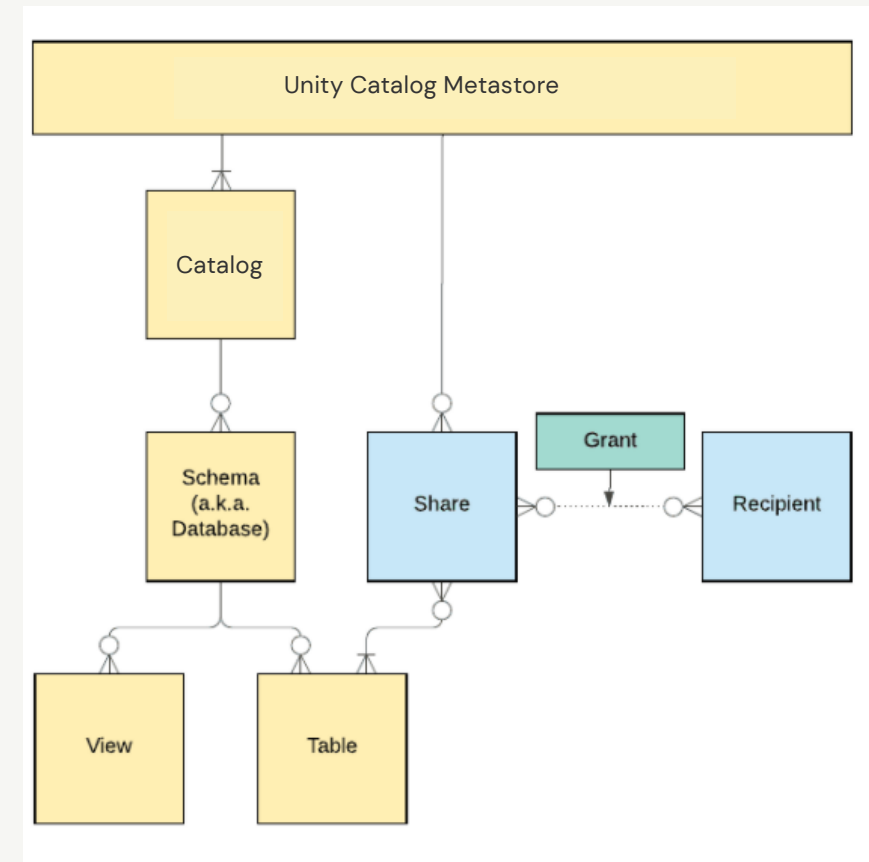 Unity Catalog Metastore
Catalog
Grant
Schema
(a.k.a.
Database)
Share
Recipient
View
Table